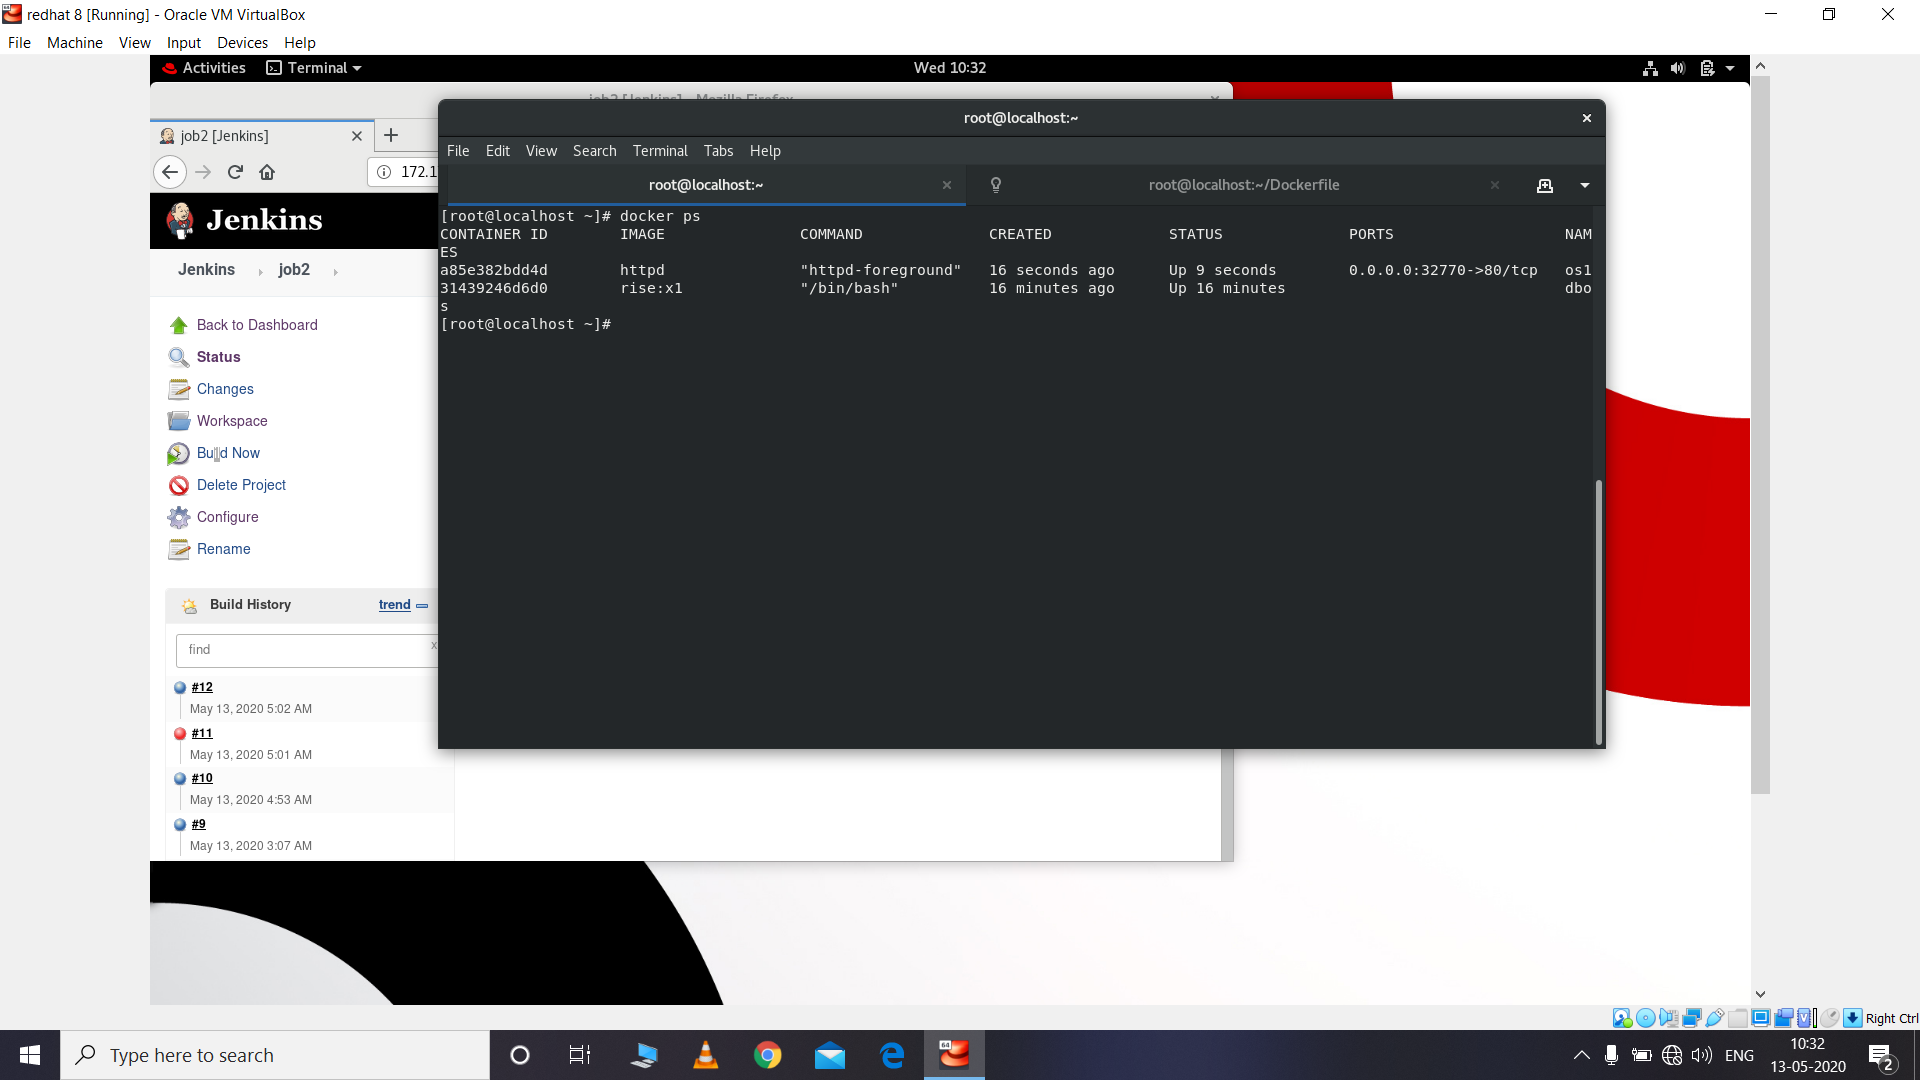 redhat 8 [Running] - Oracle VM VirtualBox
File Machine View Input Devices Help
Activities Terminal Wed 10:32
job2 [Jenkins] - Mozilla Firefox
job2 [Jenkins]
172.1
Jenkins
Jenkins job2
Back to Dashboard
Status
Changes
Workspace
Build Now
Delete Project
Configure
Rename
Build History trend
find x
#12
May 13, 2020 5:02 AM
#11
May 13, 2020 5:01 AM
#10
May 13, 2020 4:53 AM
#9
May 13, 2020 3:07 AM
root@localhost:~
File Edit View Search Terminal Tabs Help
root@localhost:~ root@localhost:~/Dockerfile
[root@localhost ~]# docker ps
CONTAINER ID IMAGE COMMAND CREATED STATUS PORTS NAM
ES
a85e382bdd4d httpd "httpd-foreground" 16 seconds ago Up 9 seconds 0.0.0.0:32770->80/tcp os1
31439246d6d0 rise:x1 "/bin/bash" 16 minutes ago Up 16 minutes dbo
s
[root@localhost ~]#
Right Ctrl
Type here to search
64
ENG
10:32
13-05-2020
2